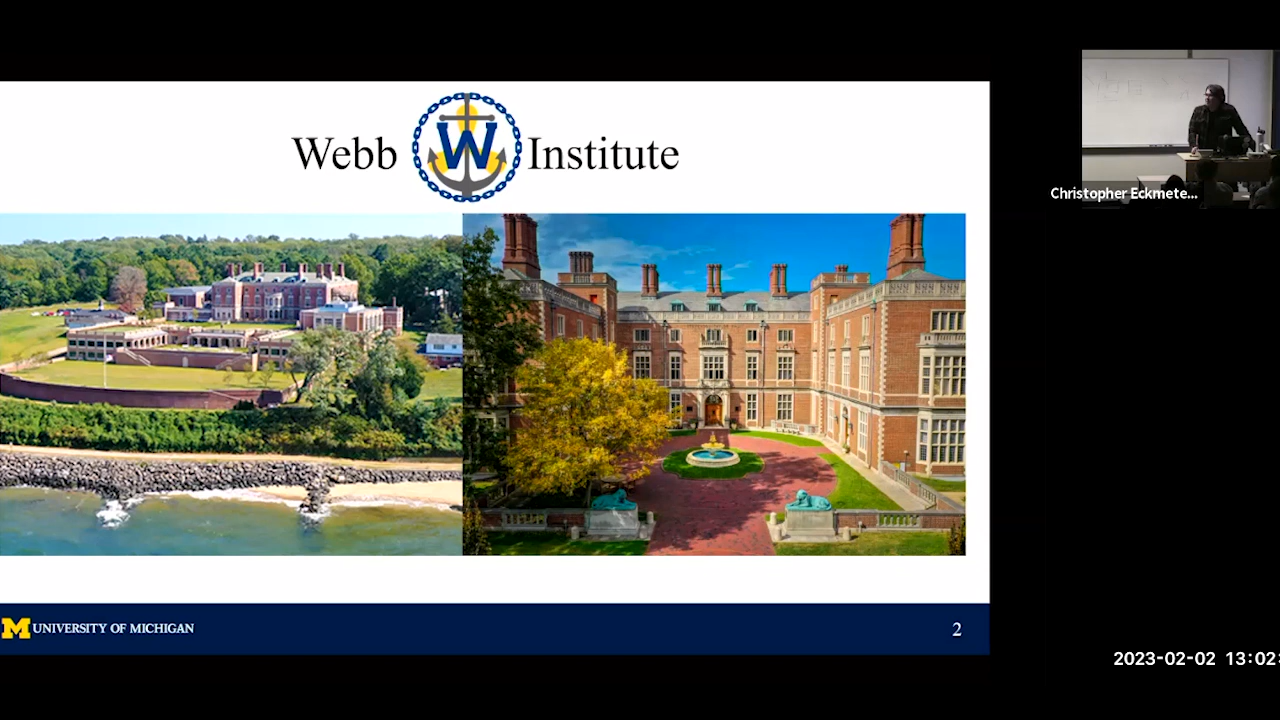 Webb W Institute
Christopher Eckmete...
M UNIVERSITY OF MICHIGAN
2
2023-02-02 13:02: